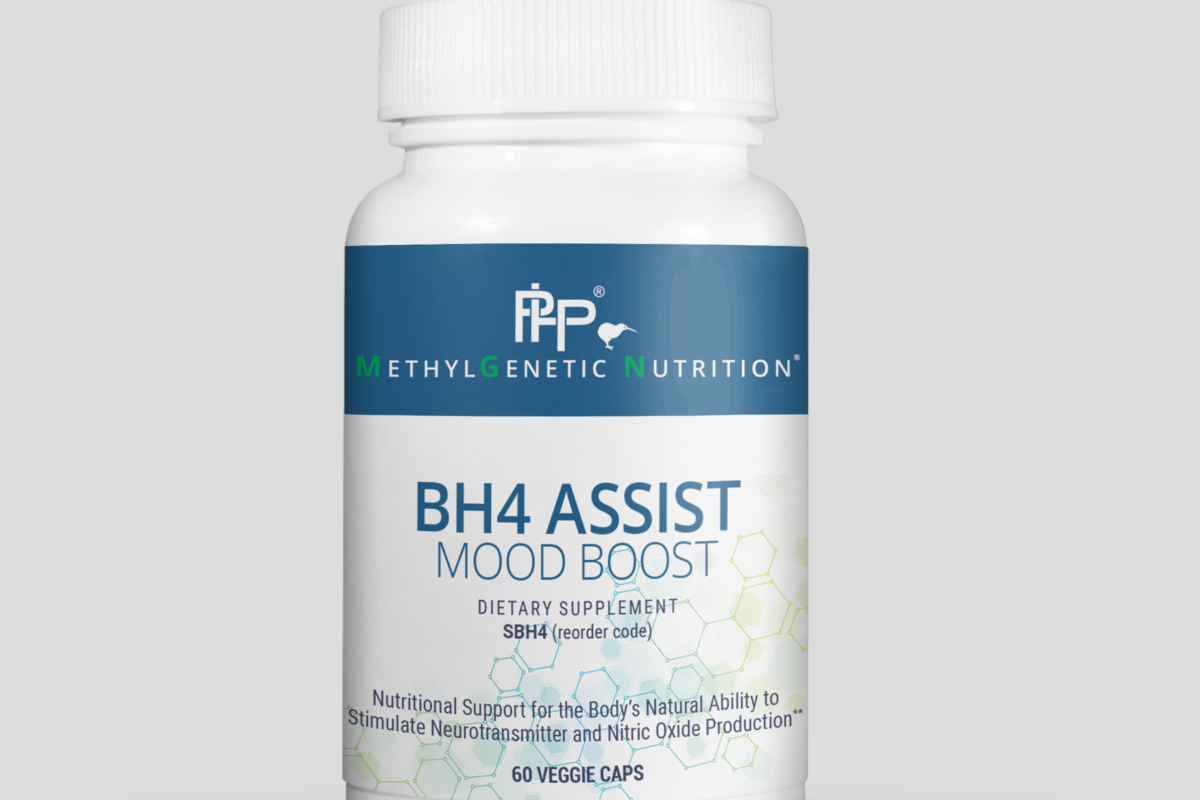 PHP®
METHYLGENETIC NUTRITION®
BH4 ASSIST
MOOD BOOST
DIETARY SUPPLEMENT
SBH4 (reorder code)
Nutritional Support for the Body's Natural Ability to
Stimulate Neurotransmitter and Nitric Oxide Production**
60 VEGGIE CAPS